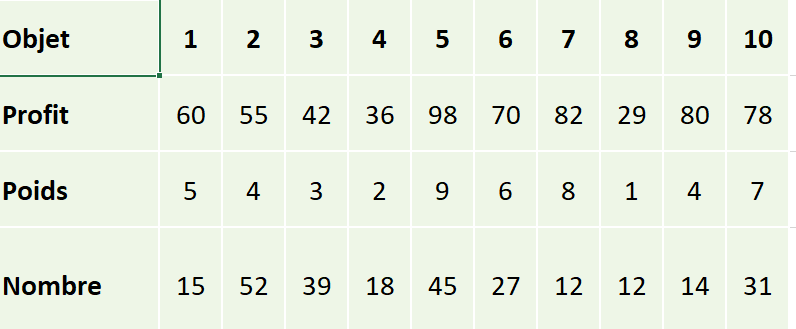 Objet 1 2 3 4 5 6 7 8 9 10
Profit 60 55 42 36 98 70 82 29 80 78
Poids 5 4 3 2 9 6 8 1 4 7
Nombre 15 52 39 18 45 27 12 12 14 31